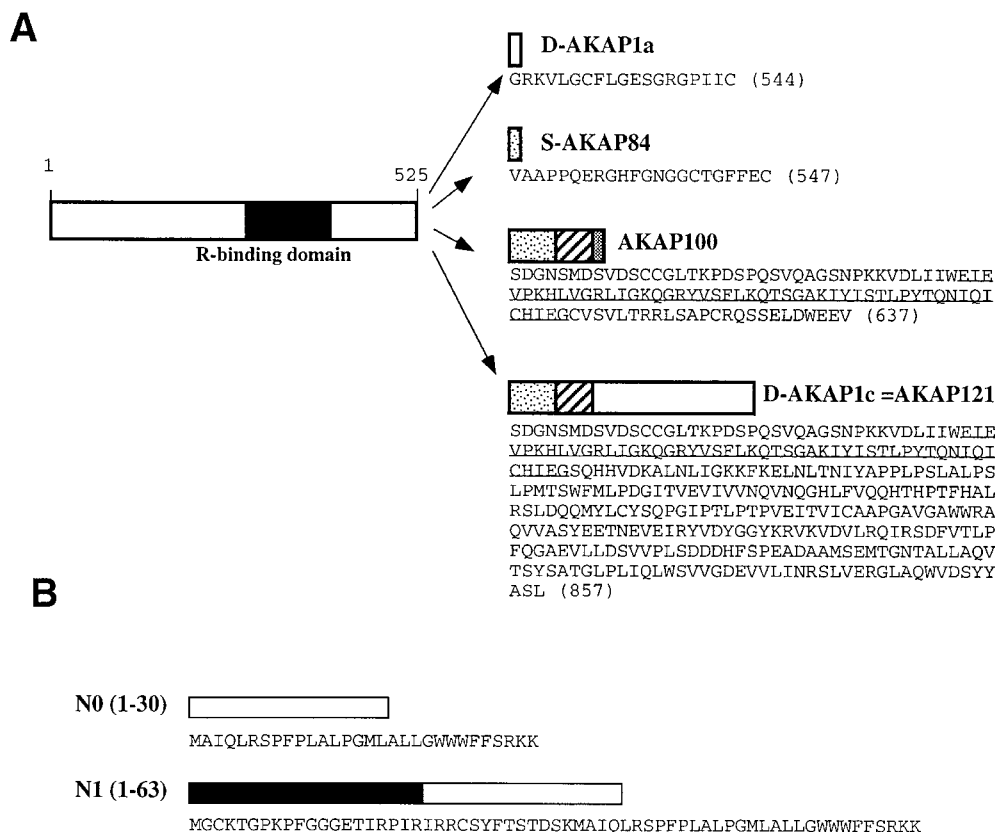 A
D-AKAP1a
GRKVLGCFLGESGRGPIIC (544)
S-AKAP84
VAAPPQERGHFGNGGCTGFFEC (547)
1
525
R-binding domain
AKAP100
SDGNSMDSVDSCCGLTKPDSPQSVQAGSNPKKVDLIIWEIE
VPKHLVGRLIGKQGRYVSFLKQTSGAKIYISTLPYTQNIQI
CHIEGCVSVLTRRLSAPCRQSSELDWEEV (637)
D-AKAP1c =AKAP121
SDGNSMDSVDSCCGLTKPDSPQSVQAGSNPKKVDLIIWEIE
VPKHLVGRLIGKQGRYVSFLKQTSGAKIYISTLPYTQNIQI
CHIEGSQHHVDKALNLIGKKFKELNLTNIYAPPLPSLALPS
LPMTSWFMLPDGITVEVIVVNQVNQGHLFVQQHTHPTFHAL
RSLDQQMYLCYSQPGIPTLPTPVEITVICAAPGAVGAWWRA
QVVASYEETNEVEIRYVDYGGYKRVKVDVLRQIRSDFVTLP
FQGAEVLLDSVVPLSDDDHFSPEADAAMSEMTGNTALLAQV
TSYSATGLPLIQLWSVVGDEVVLINRSLVERGLAQWVDSYY
ASL (857)
B
N0 (1-30)
MAIQLRSPFPLALPGMLALLGWWWFFSRKK
N1 (1-63)
MGCKTGPKPFGGGETIRPIRIRRCSYFTSTDSKMAIQLRSPFPLALPGMLALLGWWWFFSRKK